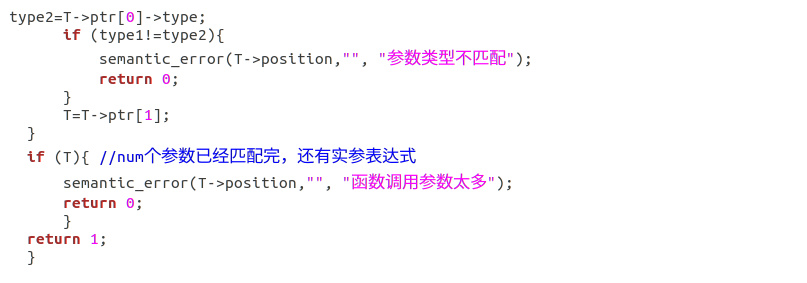 type2=T->ptr[0]->type;
if (type1!=type2){
semantic_error(T->position,"", "参数类型不匹配");
return 0;
}
T=T->ptr[1];
}
if (T){ //num个参数已经匹配完，还有实参表达式
semantic_error(T->position,"", "函数调用参数太多");
return 0;
}
return 1;
}